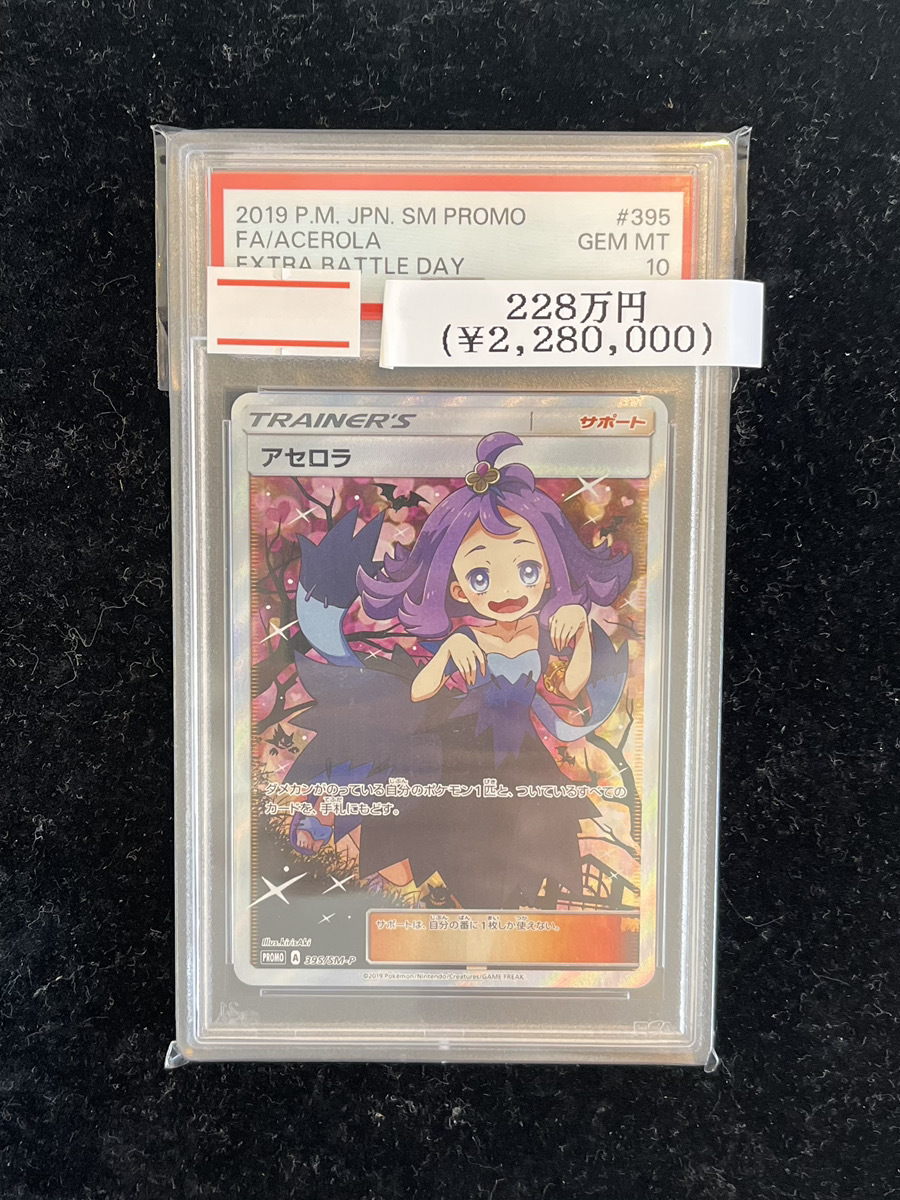 2019 P.M. JPN. SM PROMO #395
FA/ACEROLA GEM MT
EXTRA BATTLE DAY 10
228万円
(¥2,280,000)
TRAINER'S サポート
アセロラ
ダメカンがのっている自分のポケモン1匹と、ついているすべての
カードを、手札にもどす。
サポートは、自分の番に1枚しか使えない。
Illus.kirisAki
PROMO A 395/SM-P
©2019 Pokémon/Nintendo/Creatures/GAME FREAK